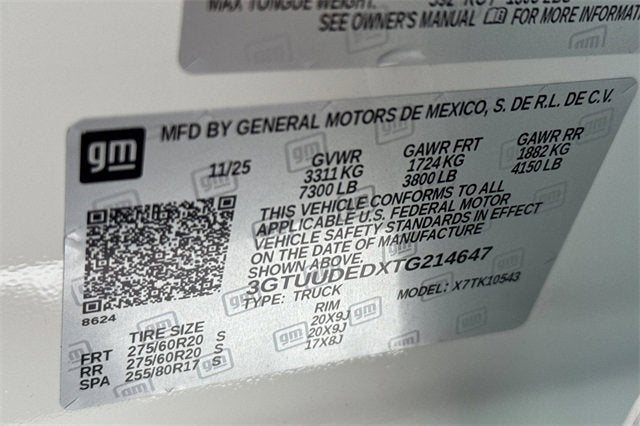 MAX TONGUE WEIGHT:
SEE OWNER'S MANUAL FOR MORE INFORMAT
gm
MFD BY GENERAL MOTORS DE MEXICO, S. DE R.L. DE C.V.
11/25
GVWR GAWR FRT GAWR RR
3311 KG 1724 KG 1882 KG
7300 LB 3800 LB 4150 LB
THIS VEHICLE CONFORMS TO ALL
APPLICABLE U.S. FEDERAL MOTOR
VEHICLE SAFETY STANDARDS IN EFFECT
ON THE DATE OF MANUFACTURE
SHOWN ABOVE.
3GTUUDEDXTG214647
TYPE: TRUCK MODEL: X7TK10543
8624
TIRE SIZE RIM
FRT 275/60R20 S 20X9J
RR 275/60R20 S 20X9J
SPA 255/80R17 S 17X8J